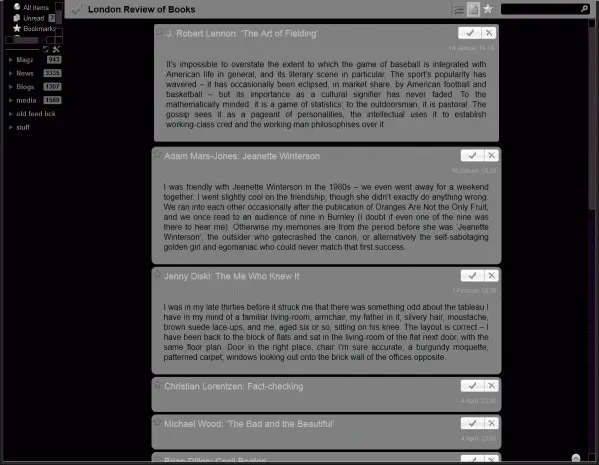 All items
Unread 7
Bookmarks
Magz 943
News 3335
Blogs 1307
media 1589
old feed bra
stuff
London Review of Books
J. Robert Lennon: ‘The Art of Fielding’
It's impossible to overstate the extent to which the game of baseball is integrated with
American life in general, and its literary scene in particular. The sport's popularity has
wavered – it has occasionally been eclipsed, in market share, by American football and
basketball – but its importance as a cultural signifier has never faded. To the
mathematically minded, it is a game of statistics; to the outdoorsman, it is pastoral. The
gossip sees it as a pageant of personalities, the intellectual uses it to establish
working-class cred and the working man philosophises over it
Adam Mars-Jones: Jeanette Winterson
I was friendly with Jeanette Winterson in the 1980s – we even went away for a weekend
together. I went slightly cool on the friendship, though she didn't exactly do anything wrong.
We ran into each other occasionally after the publication of Oranges Are Not the Only Fruit,
and we once read to an audience of nine in Burnley (I doubt if even one of the nine was
there to hear me). Otherwise my memories are from the period before she was ‘Jeanette
Winterson’, the outsider who gatecrashed the canon, or alternatively the self-sabotaging
golden girl and egomaniac who could never match that first success.
Jenny Diski: The Me Who Knew It
I was in my late thirties before it struck me that there was something odd about the tableau I
have in my mind of a familiar living-room, armchair, my father in it, silvery hair, moustache,
brown suede lace-ups, and me, aged six or so, sitting on his knee. The layout is correct – I
have been back to the block of flats and sat in the living-room of the flat next door, with the
same floor plan. Door in the right place, chair I'm sure accurate, a burgundy moquette,
patterned carpet, windows looking out onto the brick wall of the offices opposite.
Christian Lorentzen: Fact-checking
4 April, 23:00
Michael Wood: ‘The Bad and the Beautiful’
4 April, 23:00
Brian Dillon: Cecil Beaton